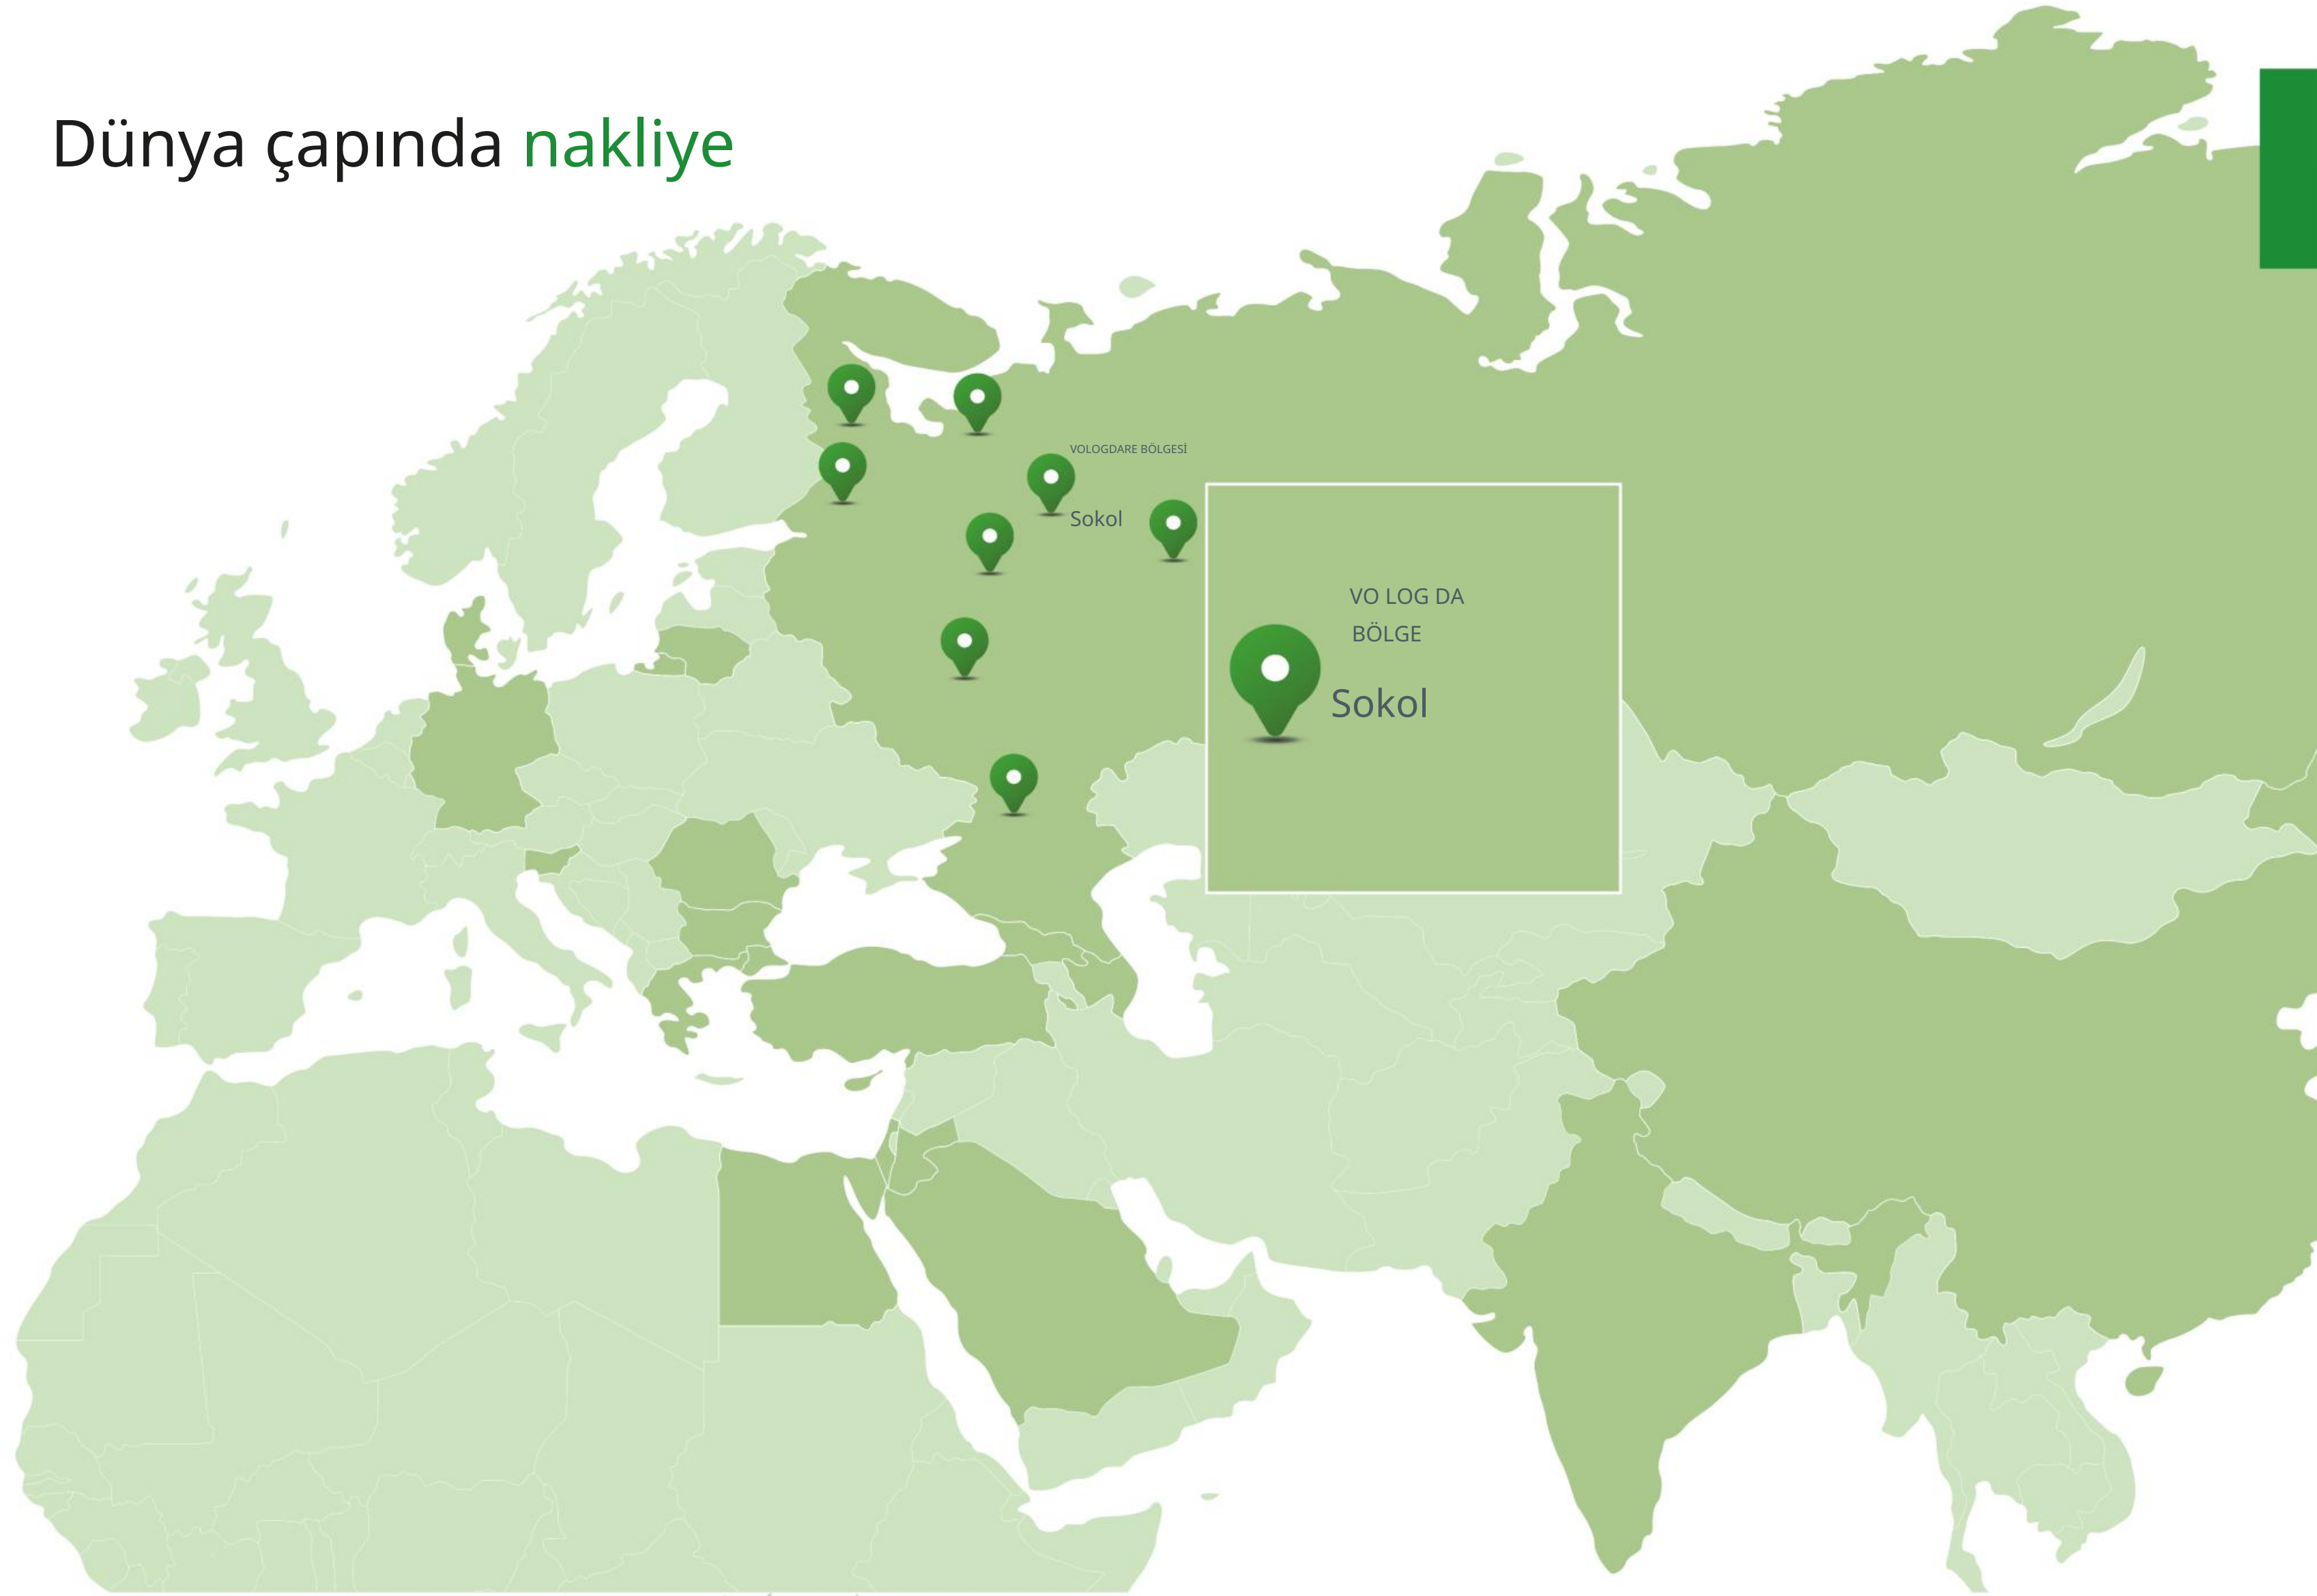 Dünya çapında nakliye
VOLOGDARE BÖLGESİ
Sokol
VO LOG DA
BÖLGE
Sokol